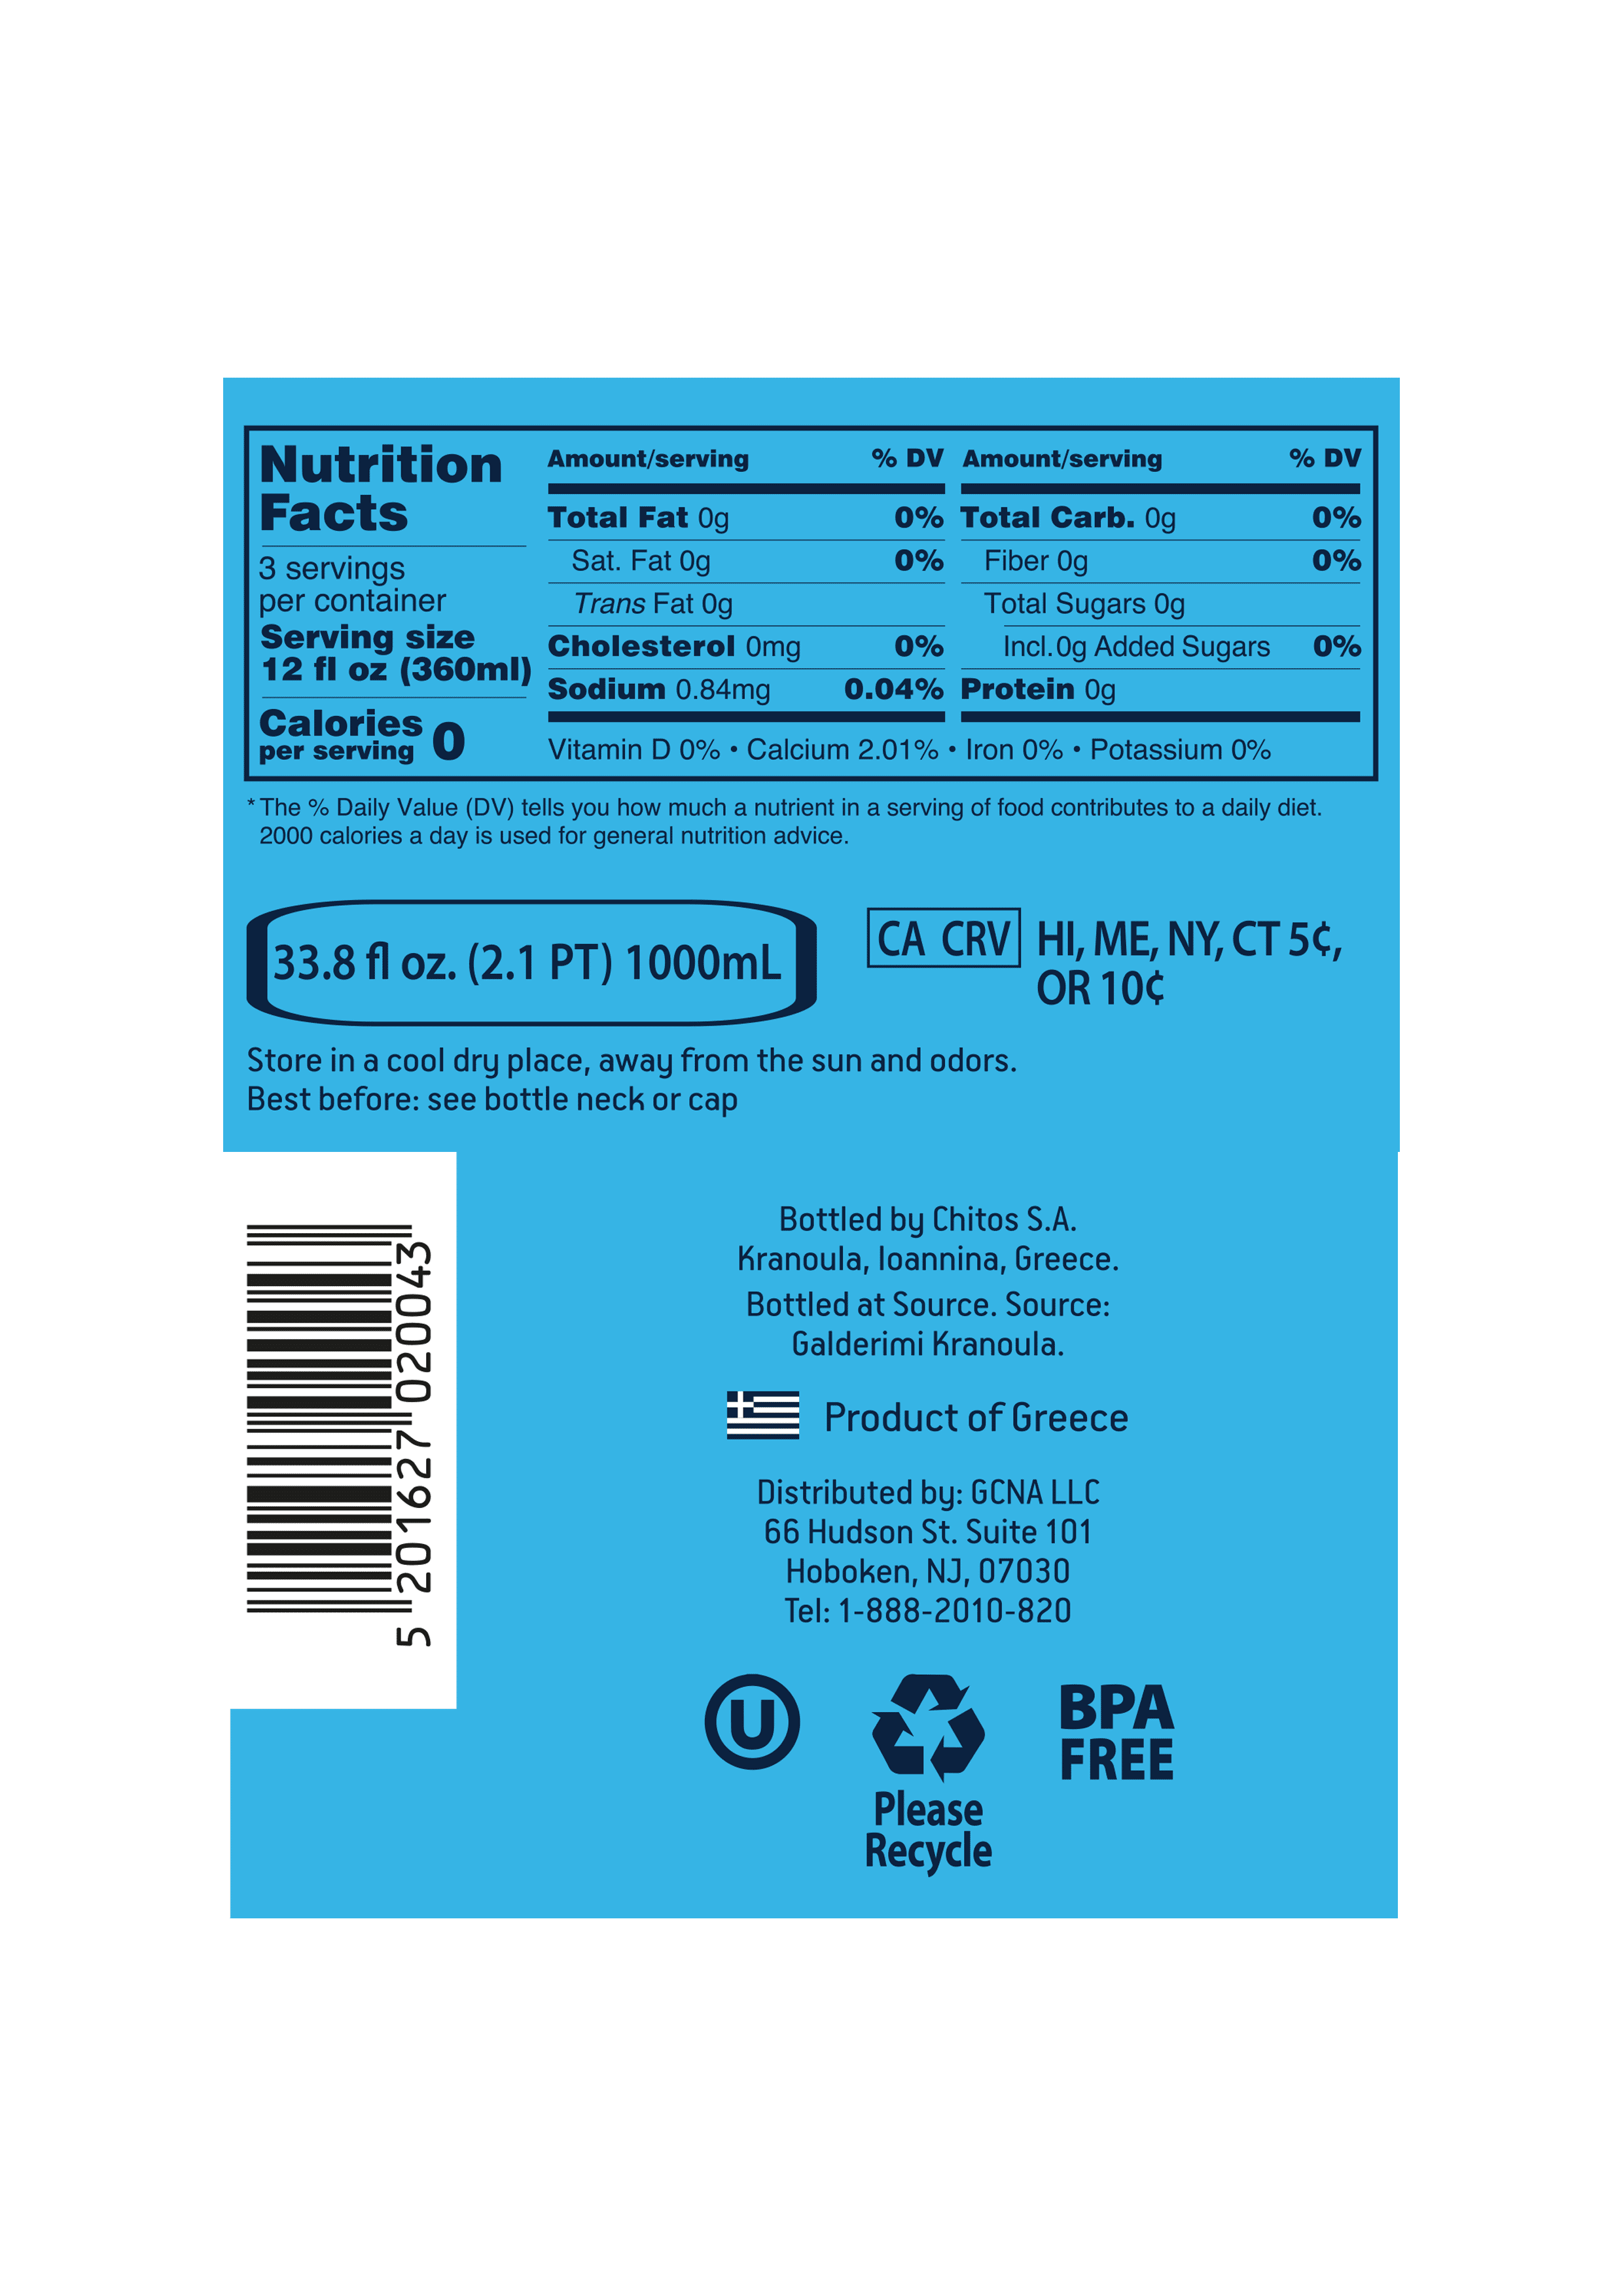 Nutrition
Facts
3 servings
per container
Serving size
12 fl oz (360ml)
Calories
per serving 0
Amount/serving % DV
Total Fat 0g 0%
Sat. Fat 0g 0%
Trans Fat 0g
Cholesterol 0mg 0%
Sodium 0.84mg 0.04%
Amount/serving % DV
Total Carb. 0g 0%
Fiber 0g 0%
Total Sugars 0g
Incl.0g Added Sugars 0%
Protein 0g
Vitamin D 0% • Calcium 2.01% • Iron 0% • Potassium 0%
* The % Daily Value (DV) tells you how much a nutrient in a serving of food contributes to a daily diet.
2000 calories a day is used for general nutrition advice.
33.8 fl oz. (2.1 PT) 1000mL
CA CRV HI, ME, NY, CT 5¢,
OR 10¢
Store in a cool dry place, away from the sun and odors.
Best before: see bottle neck or cap
5 201627 020043
Bottled by Chitos S.A.
Kranoula, Ioannina, Greece.
Bottled at Source. Source:
Galderimi Kranoula.
Product of Greece
Distributed by: GCNA LLC
66 Hudson St. Suite 101
Hoboken, NJ, 07030
Tel: 1-888-2010-820
U
Please
Recycle
BPA
FREE